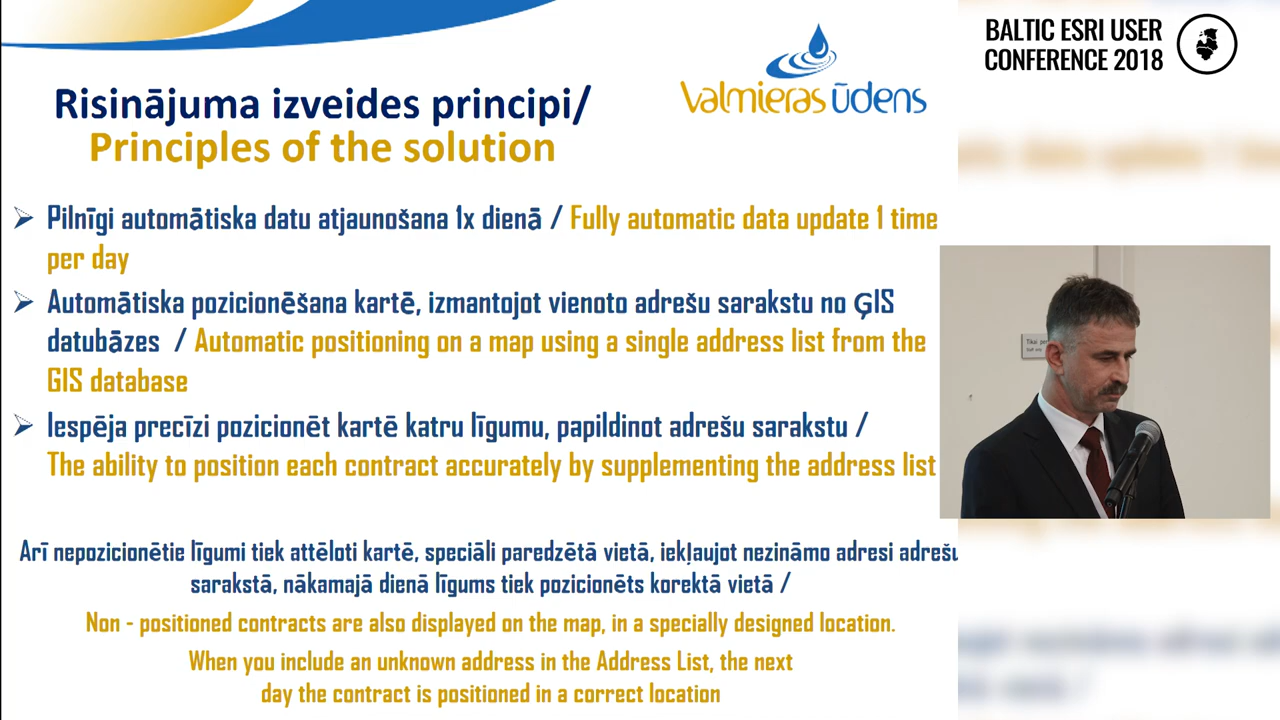 BALTIC ESRI USER
CONFERENCE 2018
Valmieras ūdens
Risinājuma izveides principi/
Principles of the solution
Pilnīgi automātiska datu atjaunošana 1x dienā / Fully automatic data update 1 time
per day
Automātiska pozicionēšana kartē, izmantojot vienoto adrešu sarakstu no ĢIS
datubāzes / Automatic positioning on a map using a single address list from the
GIS database
Iespēja precīzi pozicionēt kartē katru līgumu, papildinot adrešu sarakstu /
The ability to position each contract accurately by supplementing the address list
Arī nepozicionētie līgumi tiek attēloti kartē, speciāli paredzētā vietā, iekļaujot nezināmo adresi adrešu
sarakstā, nākamajā dienā līgums tiek pozicionēts korektā vietā /
Non - positioned contracts are also displayed on the map, in a specially designed location.
When you include an unknown address in the Address List, the next
day the contract is positioned in a correct location